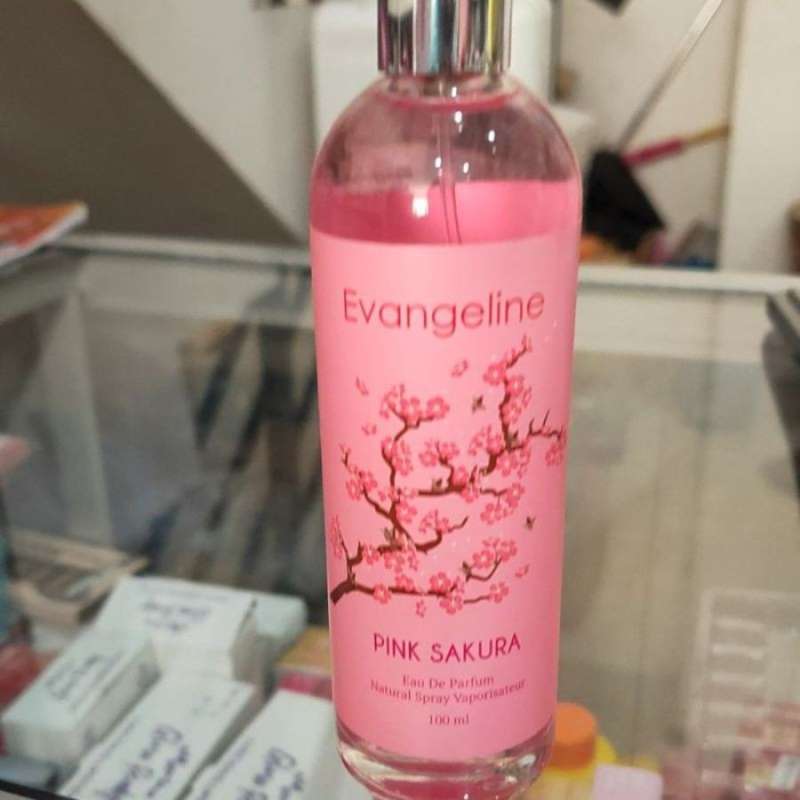 Evangeline
PINK SAKURA
Eau De Parfum
Natural Spray Vaporisateur
100 ml